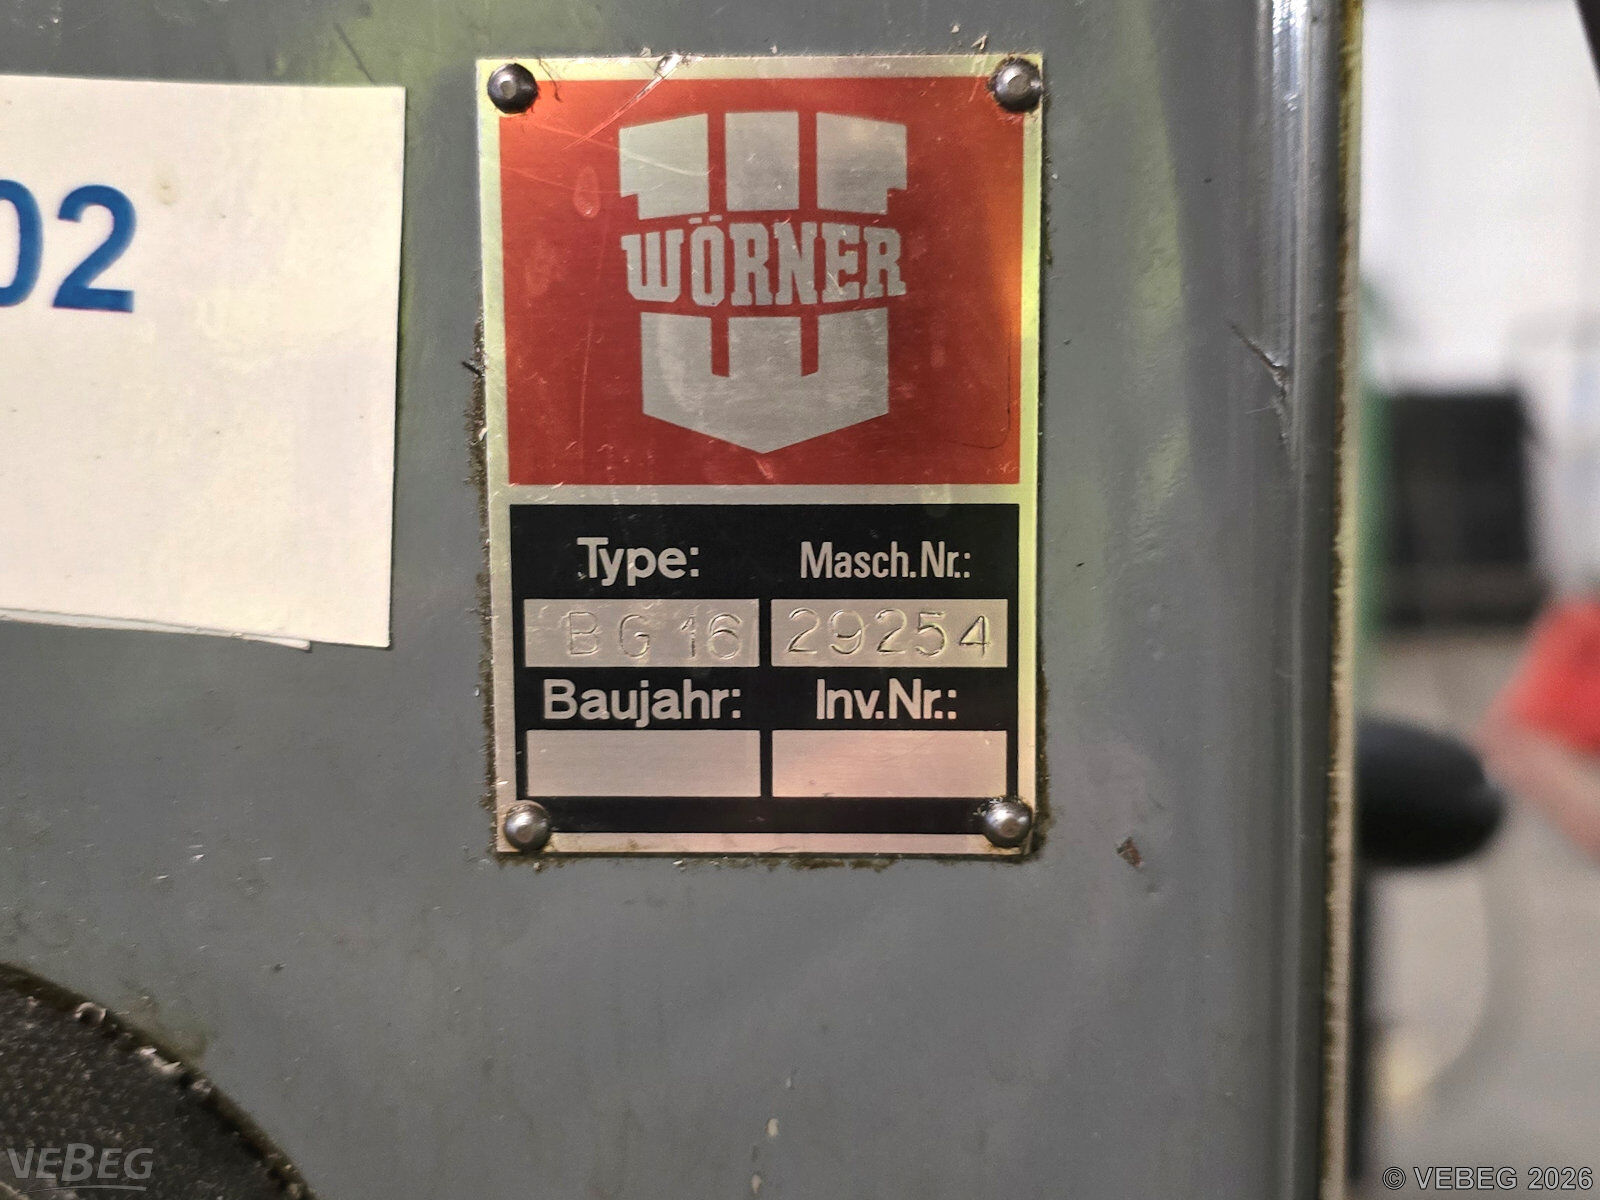 02
WÖRNER
Type: Masch.Nr.:
BG 16 29254
Baujahr: Inv.Nr.:
VEBEG
© VEBEG 2026